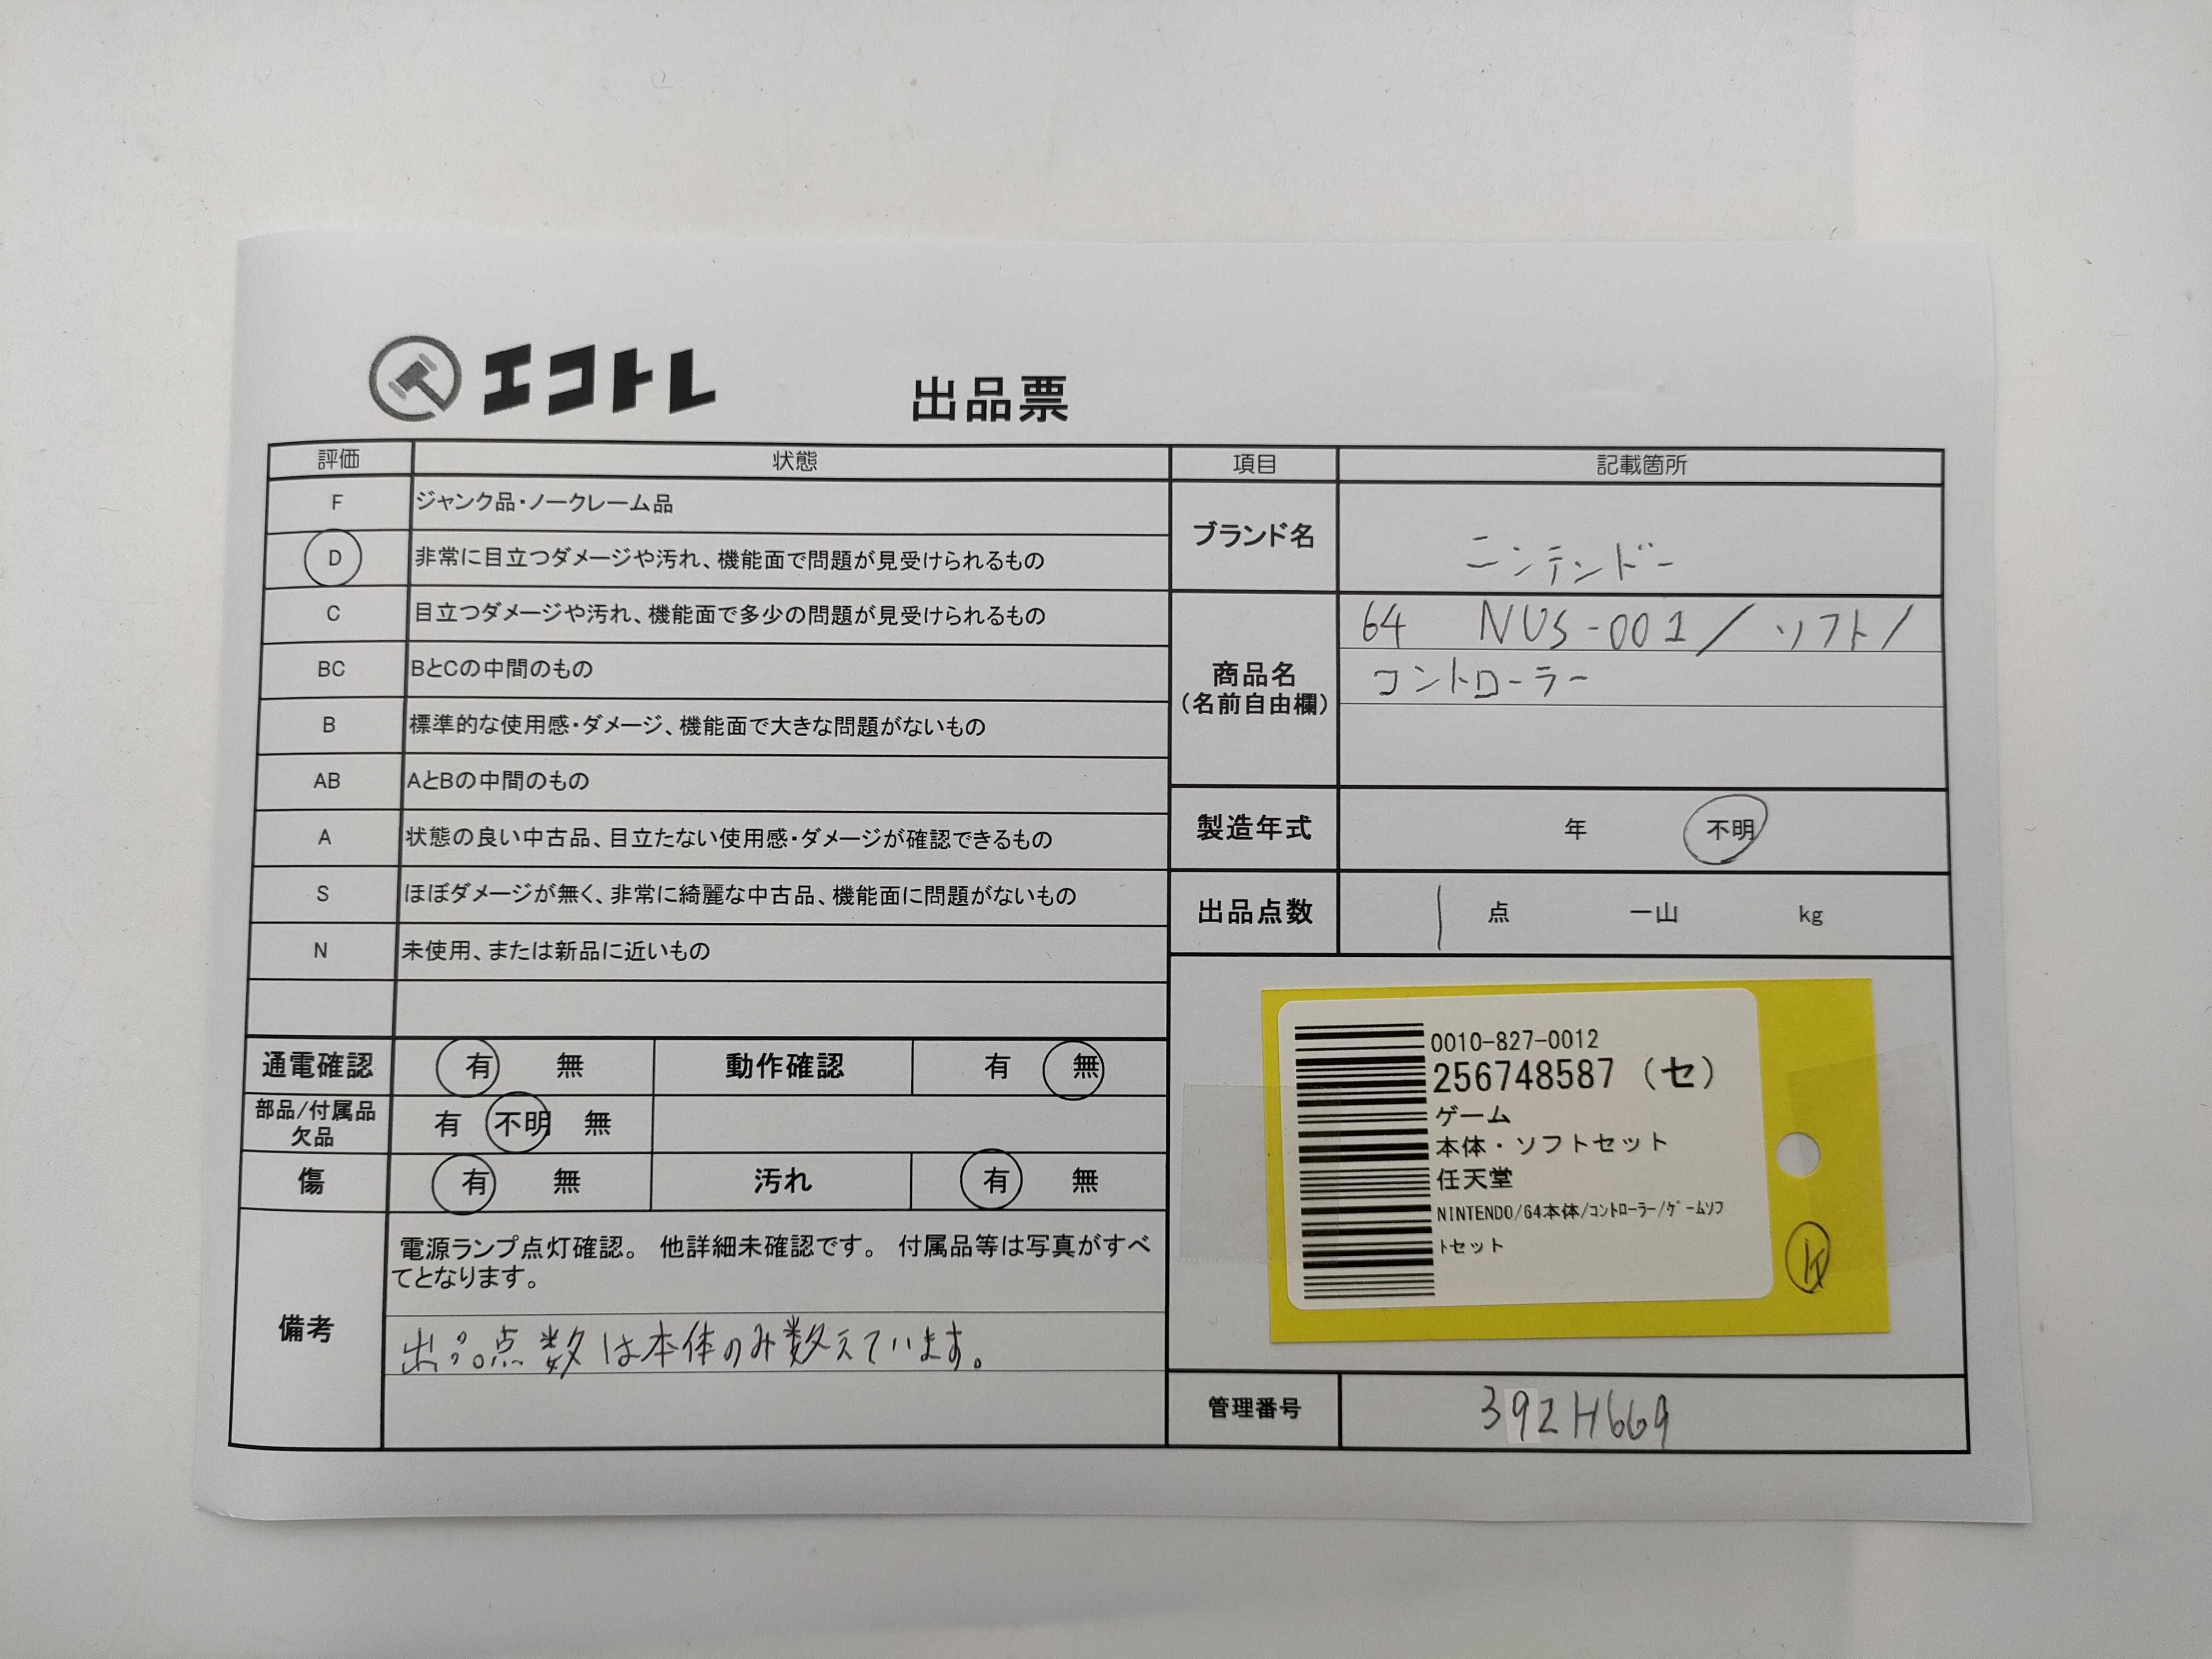 エコトレ
出品票
評価 状態
F ジャンク品・ノークレーム品
D 非常に目立つダメージや汚れ、機能面で問題が見受けられるもの
C 目立つダメージや汚れ、機能面で多少の問題が見受けられるもの
BC BとCの中間のもの
B 標準的な使用感・ダメージ、機能面で大きな問題がないもの
AB AとBの中間のもの
A 状態の良い中古品、目立たない使用感・ダメージが確認できるもの
S ほぼダメージが無く、非常に綺麗な中古品、機能面に問題がないもの
N 未使用、または新品に近いもの
通電確認 有 無 動作確認 有 無
部品/付属品
欠品 有 不明 無
傷 有 無 汚れ 有 無
備考
電源ランプ点灯確認。 他詳細未確認です。 付属品等は写真がすべ
てとなります。
出品点数は本体のみ数えています。
項目 記載箇所
ブランド名 ニンテンドー
商品名
(名前自由欄)
64 NUS-001/ソフト/
コントローラー
製造年式 年 不明
出品点数 1 点 一山 kg
0010-827-0012
256748587 (セ)
ゲーム
本体・ソフトセット
任天堂
NINTENDO/64本体/ｺﾝﾄﾛｰﾗｰ/ｹﾞｰﾑｿﾌ
ﾄセット
管理番号 392H669